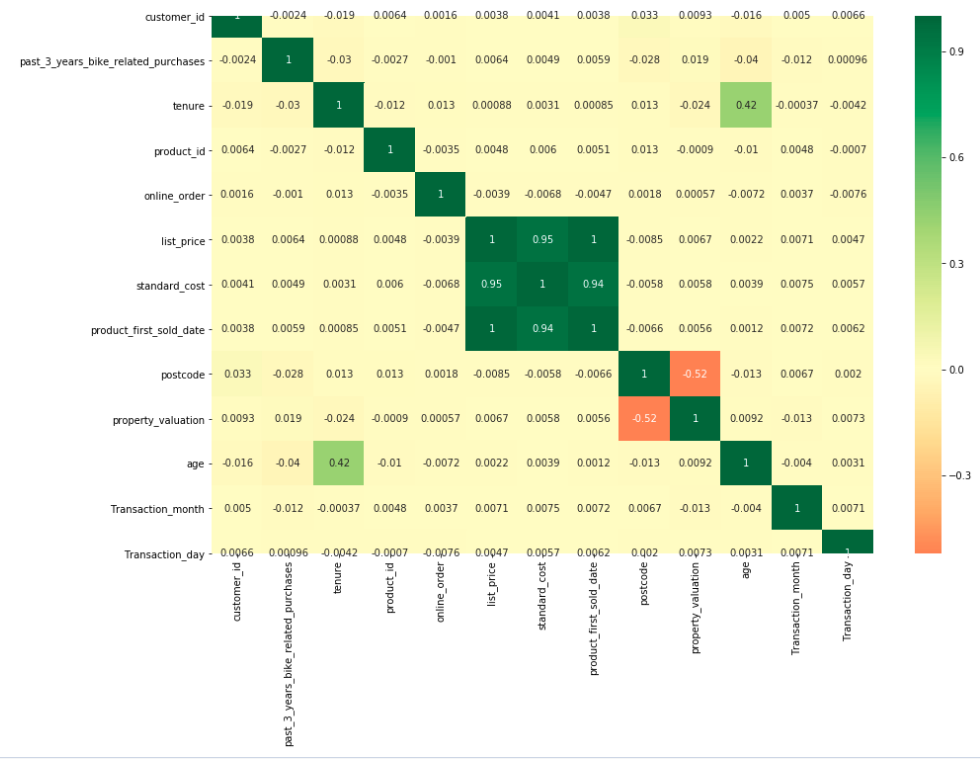 customer_id 1 -0.0024 -0.019 0.0064 0.0016 0.0038 0.0041 0.0038 0.033 0.0093 -0.016 0.005 0.0066
past_3_years_bike_related_purchases -0.0024 1 -0.03 -0.0027 -0.001 0.0064 0.0049 0.0059 -0.028 0.019 -0.04 -0.012 0.00096
tenure -0.019 -0.03 1 -0.012 0.013 0.00088 0.0031 0.00085 0.013 -0.024 0.42 -0.00037 -0.0042
product_id 0.0064 -0.0027 -0.012 1 -0.0035 0.0048 0.006 0.0051 0.013 -0.0009 -0.01 0.0048 -0.0007
online_order 0.0016 -0.001 0.013 -0.0035 1 -0.0039 -0.0068 -0.0047 0.0018 0.00057 -0.0072 0.0037 -0.0076
list_price 0.0038 0.0064 0.00088 0.0048 -0.0039 1 0.95 1 -0.0085 0.0067 0.0022 0.0071 0.0047
standard_cost 0.0041 0.0049 0.0031 0.006 -0.0068 0.95 1 0.94 -0.0058 0.0058 0.0039 0.0075 0.0057
product_first_sold_date 0.0038 0.0059 0.00085 0.0051 -0.0047 1 0.94 1 -0.0066 0.0056 0.0012 0.0072 0.0062
postcode 0.033 -0.028 0.013 0.013 0.0018 -0.0085 -0.0058 -0.0066 1 -0.52 -0.013 0.0067 0.002
property_valuation 0.0093 0.019 -0.024 -0.0009 0.00057 0.0067 0.0058 0.0056 -0.52 1 0.0092 -0.013 0.0073
age -0.016 -0.04 0.42 -0.01 -0.0072 0.0022 0.0039 0.0012 -0.013 0.0092 1 -0.004 0.0031
Transaction_month 0.005 -0.012 -0.00037 0.0048 0.0037 0.0071 0.0075 0.0072 0.0067 -0.013 -0.004 1 0.0071
Transaction_day 0.0066 0.00096 -0.0042 -0.0007 -0.0076 0.0047 0.0057 0.0062 0.002 0.0073 0.0031 0.0071 1
customer_id
past_3_years_bike_related_purchases
tenure
product_id
online_order
list_price
standard_cost
product_first_sold_date
postcode
property_valuation
age
Transaction_month
Transaction_day
0.9
0.6
0.3
0.0
−0.3